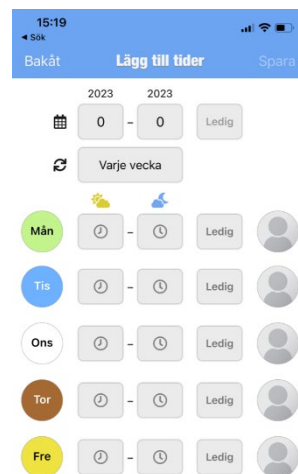 15:19
◄ Sök
Bakåt Lägg till tider Spara
2023 2023
0 - 0 Ledig
Varje vecka
Mån - Ledig
Tis - Ledig
Ons - Ledig
Tor - Ledig
Fre - Ledig